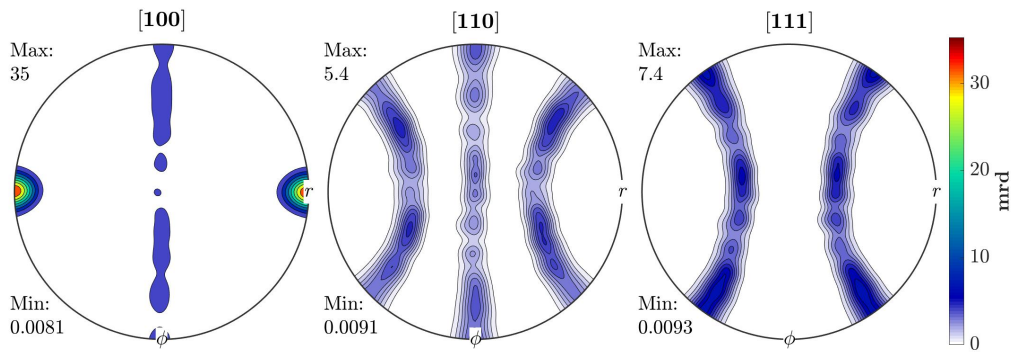 [100]
[110]
[111]
Max:
35
Max:
5.4
Max:
7.4
r
r
r
Min:
0.0081
Min:
0.0091
Min:
0.0093
ϕ
ϕ
ϕ
30
20
10
0
mrd